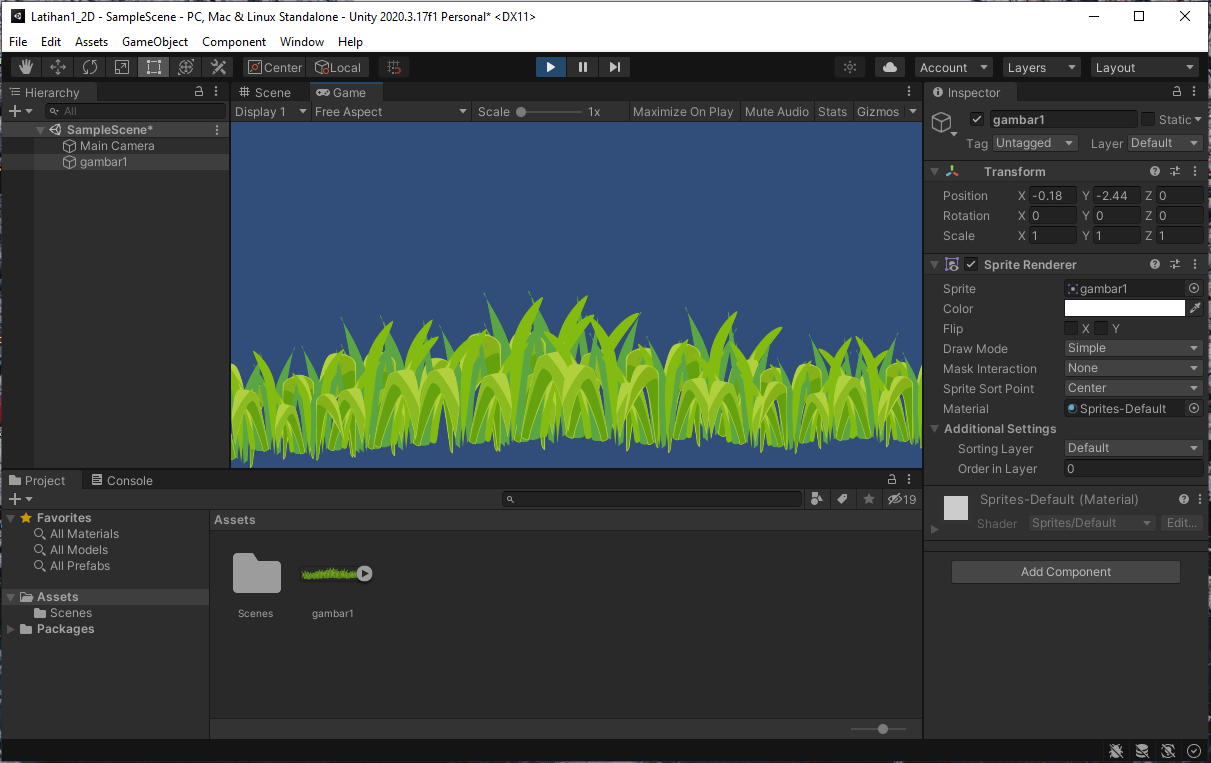 Latihan1_2D - SampleScene - PC, Mac & Linux Standalone - Unity 2020.3.17f1 Personal* <DX11>
File Edit Assets GameObject Component Window Help
Center Local Account Layers Layout
Hierarchy
All
SampleScene*
Main Camera
gambar1
Scene Game
Display 1 Free Aspect Scale 1x Maximize On Play Mute Audio Stats Gizmos
Inspector
gambar1 Static
Tag Untagged Layer Default
Transform
Position X -0.18 Y -2.44 Z 0
Rotation X 0 Y 0 Z 0
Scale X 1 Y 1 Z 1
Sprite Renderer
Sprite gambar1
Color
Flip X Y
Draw Mode Simple
Mask Interaction None
Sprite Sort Point Center
Material Sprites-Default
Additional Settings
Sorting Layer Default
Order in Layer 0
Sprites-Default (Material)
Shader Sprites/Default Edit...
Add Component
Project Console
19
Favorites
All Materials
All Models
All Prefabs
Assets
Scenes
Packages
Assets
Scenes gambar1